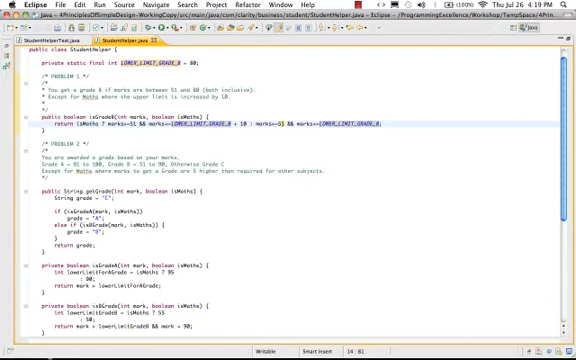 Eclipse File Edit Run Source Navigate Search Project Refactor Window Help (100%) Thu Jul 26 4:19 PM
Java - 4PrinciplesOfSimpleDesign-WorkingCopy/src/main/java/com/clarity/business/student/StudentHelper.java - Eclipse - /ProgrammingExcellence/Workshop/TempSpace/4Prin
Java
StudentHelperTest.java StudentHelper.java
public class StudentHelper {
private static final int LOWER_LIMIT_GRADE_B = 80;
/* PROBLEM 1 */
/*
* You get a grade B if marks are between 51 and 80 (both inclusive).
* Except for Maths where the upper limit is increased by 10.
*
*/
public boolean isGradeB(int marks, boolean isMaths) {
return isMaths ? marks>=51 && marks<=LOWER_LIMIT_GRADE_B + 10 : marks>=51 && marks<=LOWER_LIMIT_GRADE_B;
}
/* PROBLEM 2 */
/*
You are awarded a grade based on your marks.
Grade A = 91 to 100, Grade B = 51 to 90, Otherwise Grade C
Except for Maths where marks to get a Grade are 5 higher than required for other subjects.
*/
public String getGrade(int mark, boolean isMaths) {
String grade = "C";
if (isGradeA(mark, isMaths))
grade = "A";
else if (isBGrade(mark, isMaths)) {
grade = "B";
}
return grade;
}
private boolean isGradeA(int mark, boolean isMaths) {
int lowerLimitForAGrade = isMaths ? 95
: 90;
return mark > lowerLimitForAGrade;
}
private boolean isBGrade(int mark, boolean isMaths) {
int lowerLimitGradeB = isMaths ? 55
: 50;
return mark > lowerLimitGradeB && mark < 90;
}
Writable Smart Insert 14 : 81